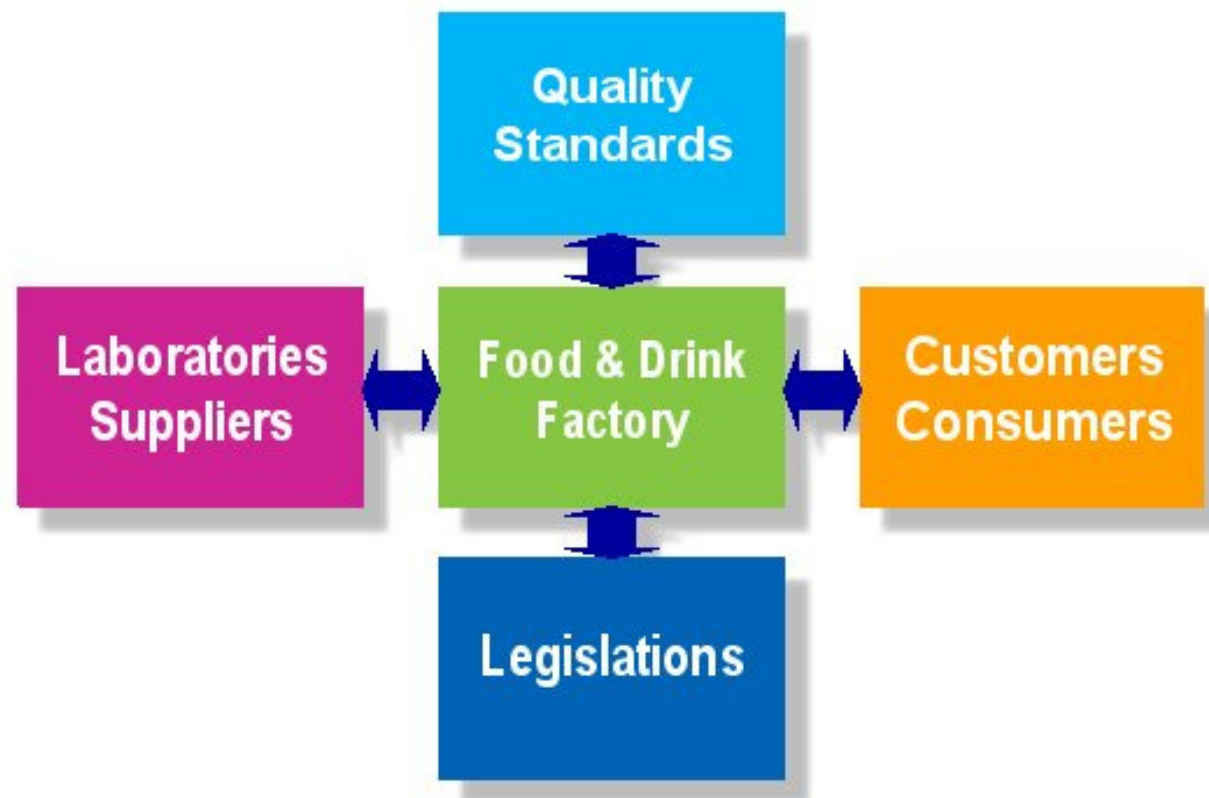 Quality
Standards
Laboratories
Suppliers
Food & Drink
Factory
Customers
Consumers
Legislations